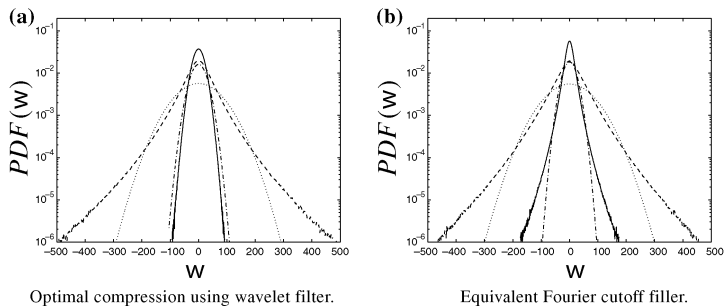 (a)
10⁻¹
10⁻²
10⁻³
10⁻⁴
10⁻⁵
10⁻⁶
PDF(w)
−500 −400 −300 −200 −100 0 100 200 300 400 500
w
Optimal compression using wavelet filter.
(b)
10⁻¹
10⁻²
10⁻³
10⁻⁴
10⁻⁵
10⁻⁶
PDF(w)
−500 −400 −300 −200 −100 0 100 200 300 400 500
w
Equivalent Fourier cutoff filler.